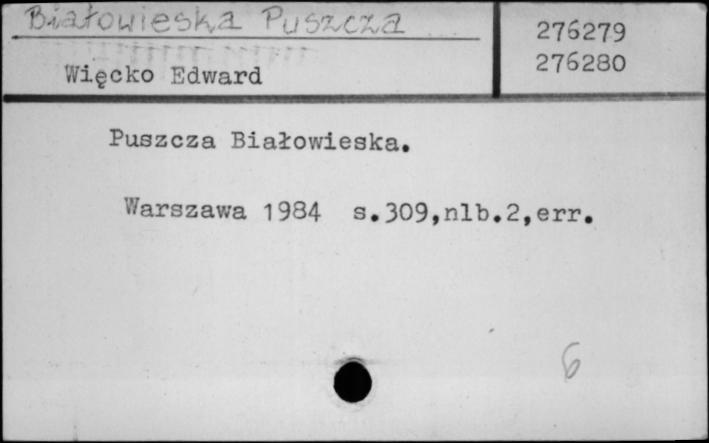 Białowieska Puszcza
276279
276280
Więcko Edward
Puszcza Białowieska.
Warszawa 1984 s.309,nlb.2,err.
6